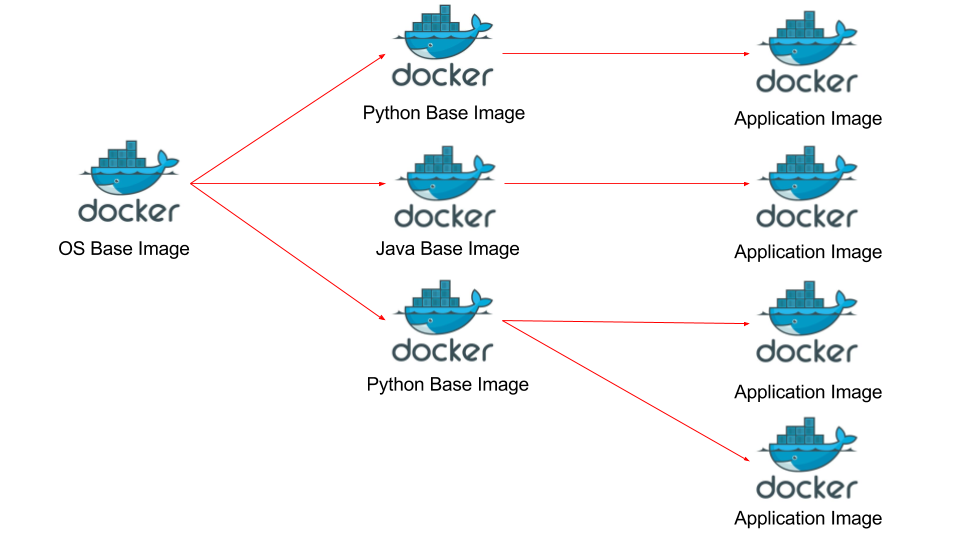 docker
Python Base Image
docker
Application Image
docker
OS Base Image
docker
Java Base Image
docker
Application Image
docker
Python Base Image
docker
Application Image
docker
Application Image